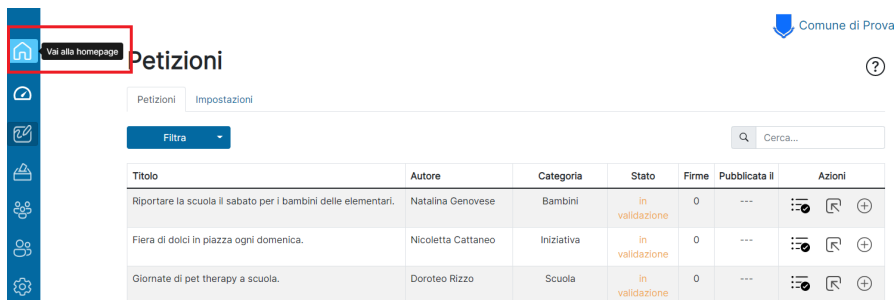 Comune di Prova
Vai alla homepage
Petizioni
Petizioni Impostazioni
Filtra Cerca...
Titolo Autore Categoria Stato Firme Pubblicata il Azioni
Riportare la scuola il sabato per i bambini delle elementari. Natalina Genovese Bambini in validazione 0 ---
Fiera di dolci in piazza ogni domenica. Nicoletta Cattaneo Iniziativa in validazione 0 ---
Giornate di pet therapy a scuola. Doroteo Rizzo Scuola in validazione 0 ---